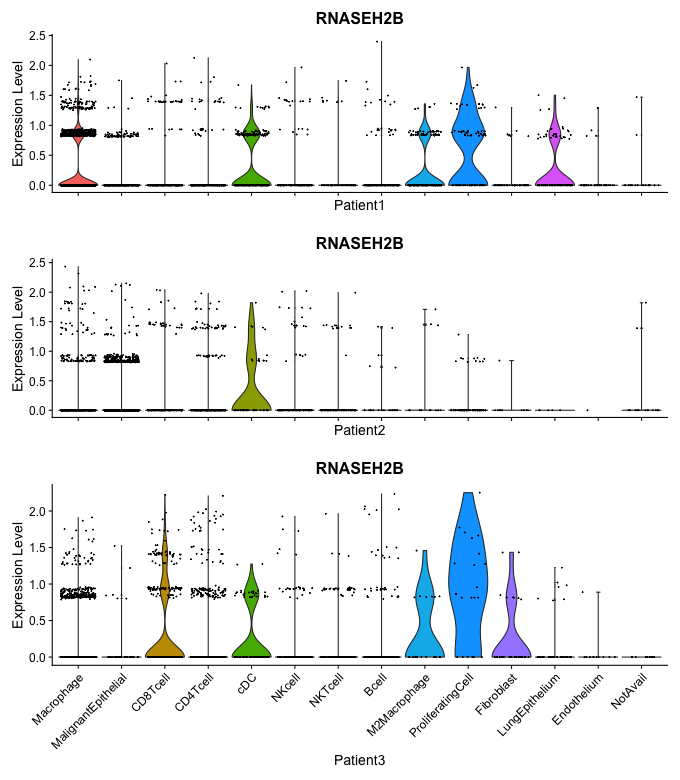 RNASEH2B
Expression Level
2.5
2.0
1.5
1.0
0.5
0.0
Patient1
RNASEH2B
Expression Level
2.5
2.0
1.5
1.0
0.5
0.0
Patient2
RNASEH2B
Expression Level
2.0
1.5
1.0
0.5
0.0
Macrophage
MalignantEpithelial
CD8Tcell
CD4Tcell
cDC
NKcell
NKTcell
Bcell
M2Macrophage
ProliferatingCell
Fibroblast
LungEpithelium
Endothelium
NotAvail
Patient3